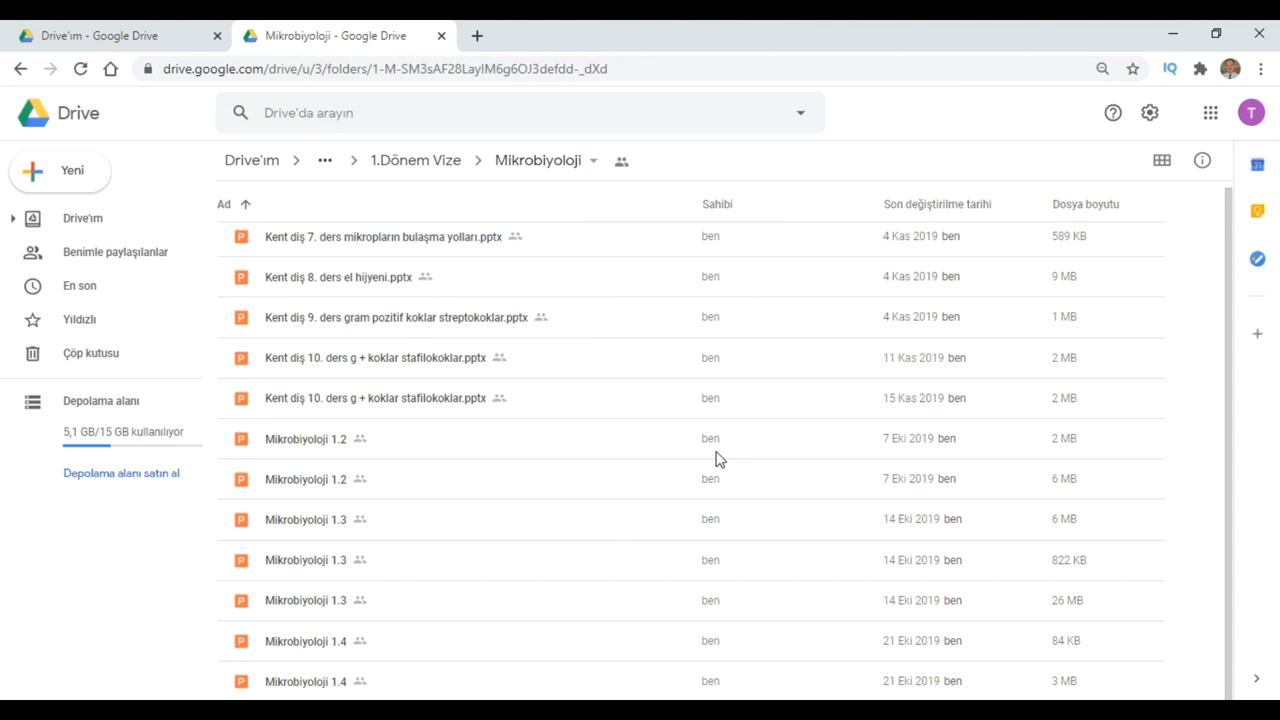 Drive'ım - Google Drive
Mikrobiyoloji - Google Drive
drive.google.com/drive/u/3/folders/1-M-SM3sAF28LayIM6g6OJ3defdd-_dXd
IQ
Drive
Drive'da arayın
T
Yeni
Drive'ım > ... > 1.Dönem Vize > Mikrobiyoloji
Drive'ım
Benimle paylaşılanlar
En son
Yıldızlı
Çöp kutusu
Depolama alanı
5,1 GB/15 GB kullanılıyor
Depolama alanı satın al
Ad Sahibi Son değiştirilme tarihi Dosya boyutu
P Kent diş 7. ders mikropların bulaşma yolları.pptx ben 4 Kas 2019 ben 589 KB
P Kent diş 8. ders el hijyeni.pptx ben 4 Kas 2019 ben 9 MB
P Kent diş 9. ders gram pozitif koklar streptokoklar.pptx ben 4 Kas 2019 ben 1 MB
P Kent diş 10. ders g + koklar stafilokoklar.pptx ben 11 Kas 2019 ben 2 MB
P Kent diş 10. ders g + koklar stafilokoklar.pptx ben 15 Kas 2019 ben 2 MB
P Mikrobiyoloji 1.2 ben 7 Eki 2019 ben 2 MB
P Mikrobiyoloji 1.2 ben 7 Eki 2019 ben 6 MB
P Mikrobiyoloji 1.3 ben 14 Eki 2019 ben 6 MB
P Mikrobiyoloji 1.3 ben 14 Eki 2019 ben 822 KB
P Mikrobiyoloji 1.3 ben 14 Eki 2019 ben 26 MB
P Mikrobiyoloji 1.4 ben 21 Eki 2019 ben 84 KB
P Mikrobiyoloji 1.4 ben 21 Eki 2019 ben 3 MB
31